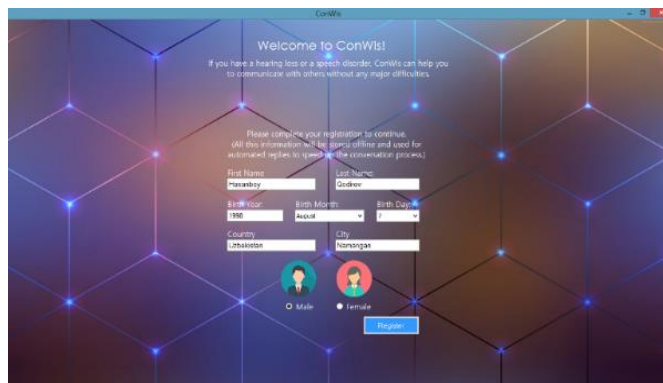 ConWis
Welcome to ConWis!
If you have a hearing loss or a speech disorder, ConWis can help you
to communicate with others without any major difficulties.
Please complete your registration to continue.
(All this information will be stored offline and used for
automated replies to speed up the conversation process.)
First Name Last Name:
Hasanboy Qodirov
Birth Year: Birth Month: Birth Day:
1998 August 7
Country City
Uzbekistan Namangan
Male Female
Register